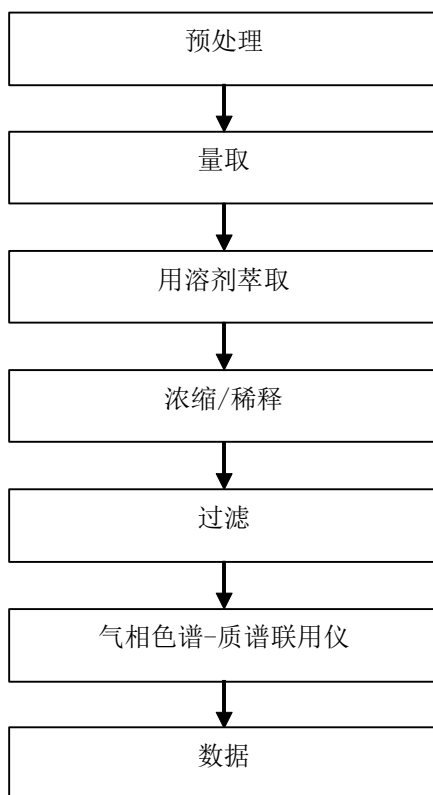 预处理
量取
用溶剂萃取
浓缩/稀释
过滤
气相色谱-质谱联用仪
数据